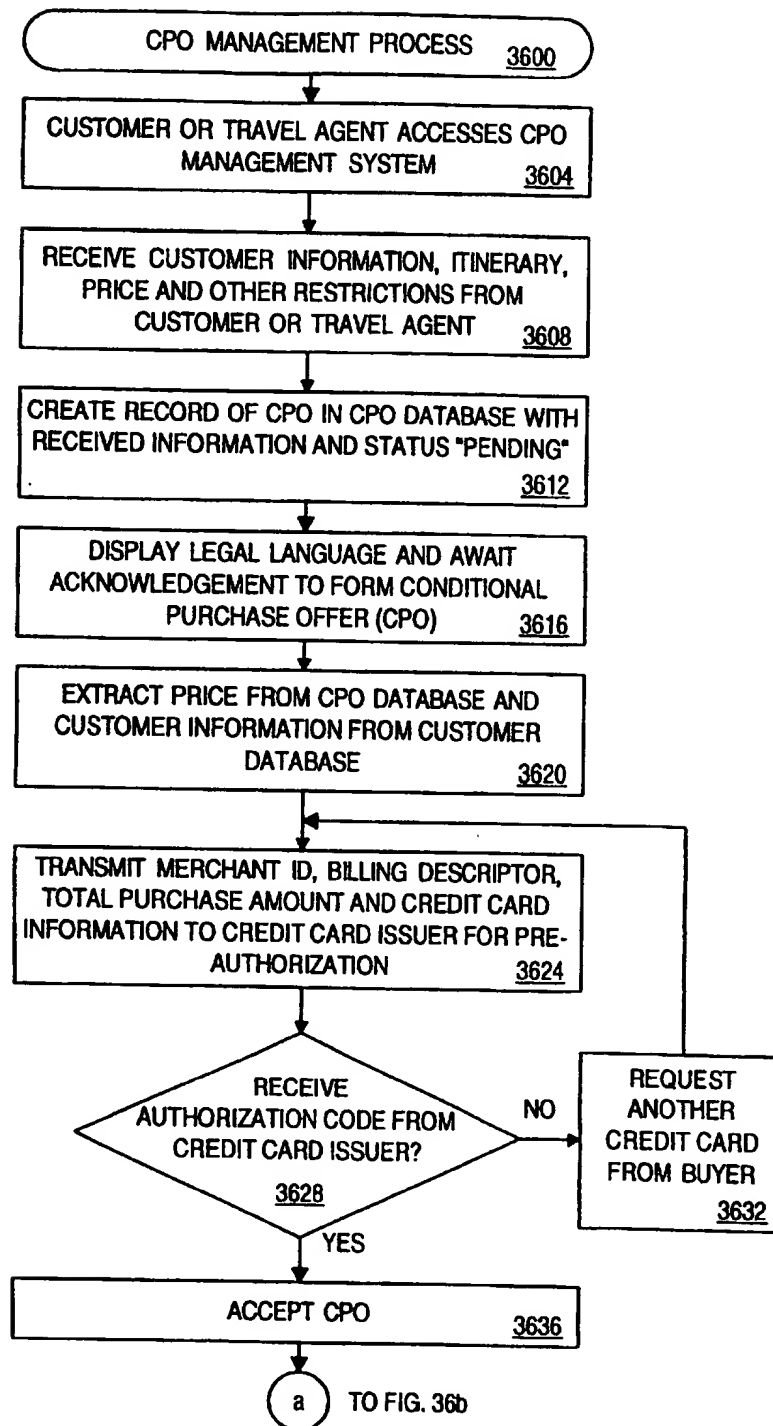 CPO MANAGEMENT PROCESS 3600
CUSTOMER OR TRAVEL AGENT ACCESSES CPO
MANAGEMENT SYSTEM
3604
RECEIVE CUSTOMER INFORMATION, ITINERARY,
PRICE AND OTHER RESTRICTIONS FROM
CUSTOMER OR TRAVEL AGENT
3608
CREATE RECORD OF CPO IN CPO DATABASE WITH
RECEIVED INFORMATION AND STATUS "PENDING"
3612
DISPLAY LEGAL LANGUAGE AND AWAIT
ACKNOWLEDGEMENT TO FORM CONDITIONAL
PURCHASE OFFER (CPO)
3616
EXTRACT PRICE FROM CPO DATABASE AND
CUSTOMER INFORMATION FROM CUSTOMER
DATABASE
3620
TRANSMIT MERCHANT ID, BILLING DESCRIPTOR,
TOTAL PURCHASE AMOUNT AND CREDIT CARD
INFORMATION TO CREDIT CARD ISSUER FOR PRE-
AUTHORIZATION
3624
RECEIVE
AUTHORIZATION CODE FROM
CREDIT CARD ISSUER?
3628
NO
REQUEST
ANOTHER
CREDIT CARD
FROM BUYER
3632
YES
ACCEPT CPO
3636
a TO FIG. 36b